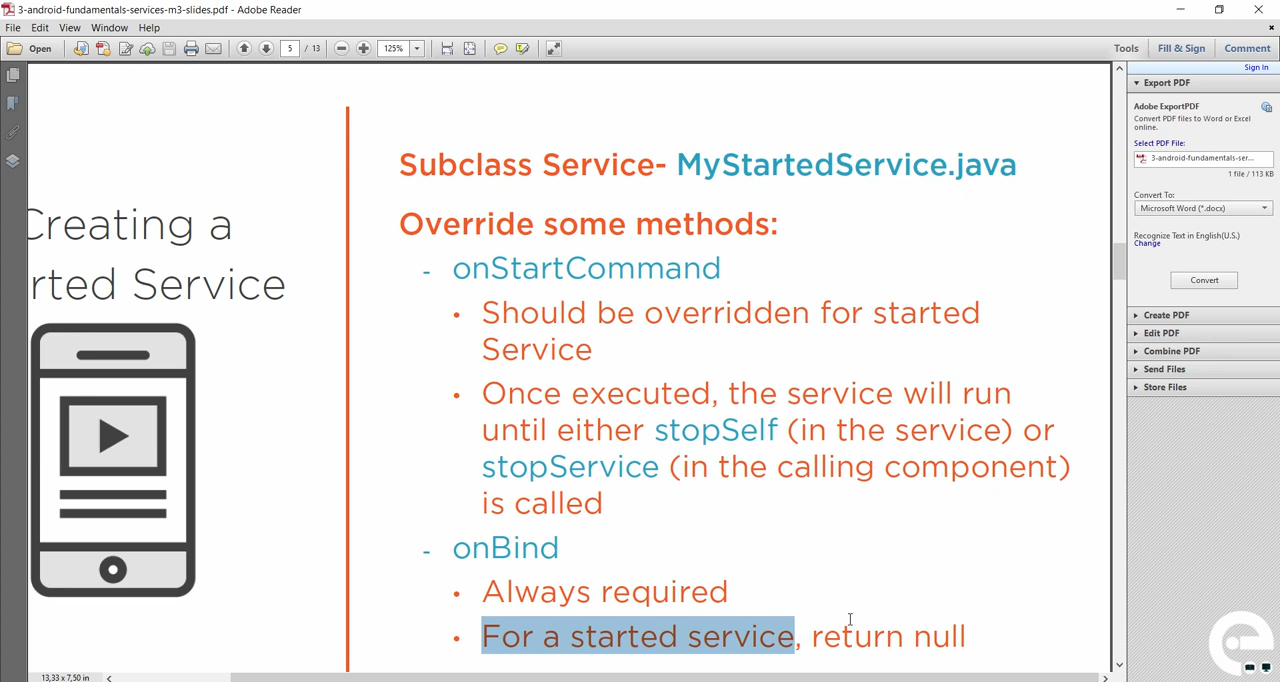 3-android-fundamentals-services-m3-slides.pdf - Adobe Reader
File Edit View Window Help
Open 5 / 13 125% Tools Fill & Sign Comment
Sign In
Export PDF
Adobe ExportPDF
Convert PDF files to Word or Excel
online.
Select PDF File:
3-android-fundamentals-ser...
1 file / 113 KB
Convert To:
Microsoft Word (*.docx)
Recognize Text in English(U.S.)
Change
Convert
Create PDF
Edit PDF
Combine PDF
Send Files
Store Files
Creating a
rted Service
Subclass Service- MyStartedService.java
Override some methods:
- onStartCommand
• Should be overridden for started
Service
• Once executed, the service will run
until either stopSelf (in the service) or
stopService (in the calling component)
is called
- onBind
• Always required
• For a started service, return null
13,33 x 7,50 in